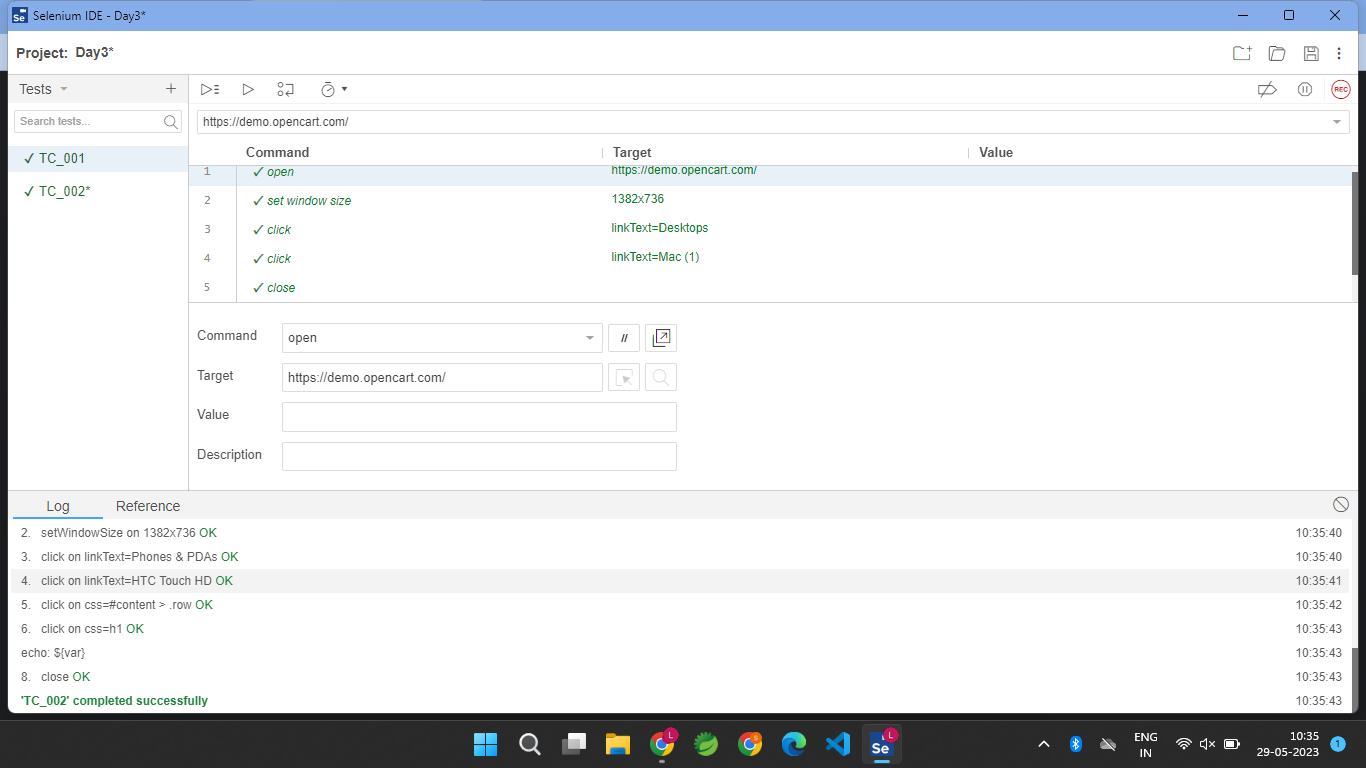 Se Selenium IDE - Day3*
Project: Day3*
Tests
Search tests...
✓ TC_001
✓ TC_002*
REC
https://demo.opencart.com/
Command Target Value
1 ✓ open https://demo.opencart.com/
2 ✓ set window size 1382x736
3 ✓ click linkText=Desktops
4 ✓ click linkText=Mac (1)
5 ✓ close
Command open //
Target https://demo.opencart.com/
Value
Description
Log Reference
2. setWindowSize on 1382x736 OK 10:35:40
3. click on linkText=Phones & PDAs OK 10:35:40
4. click on linkText=HTC Touch HD OK 10:35:41
5. click on css=#content > .row OK 10:35:42
6. click on css=h1 OK 10:35:43
echo: ${var} 10:35:43
8. close OK 10:35:43
'TC_002' completed successfully 10:35:43
L
Se L
ENG
IN
10:35
29-05-2023
1